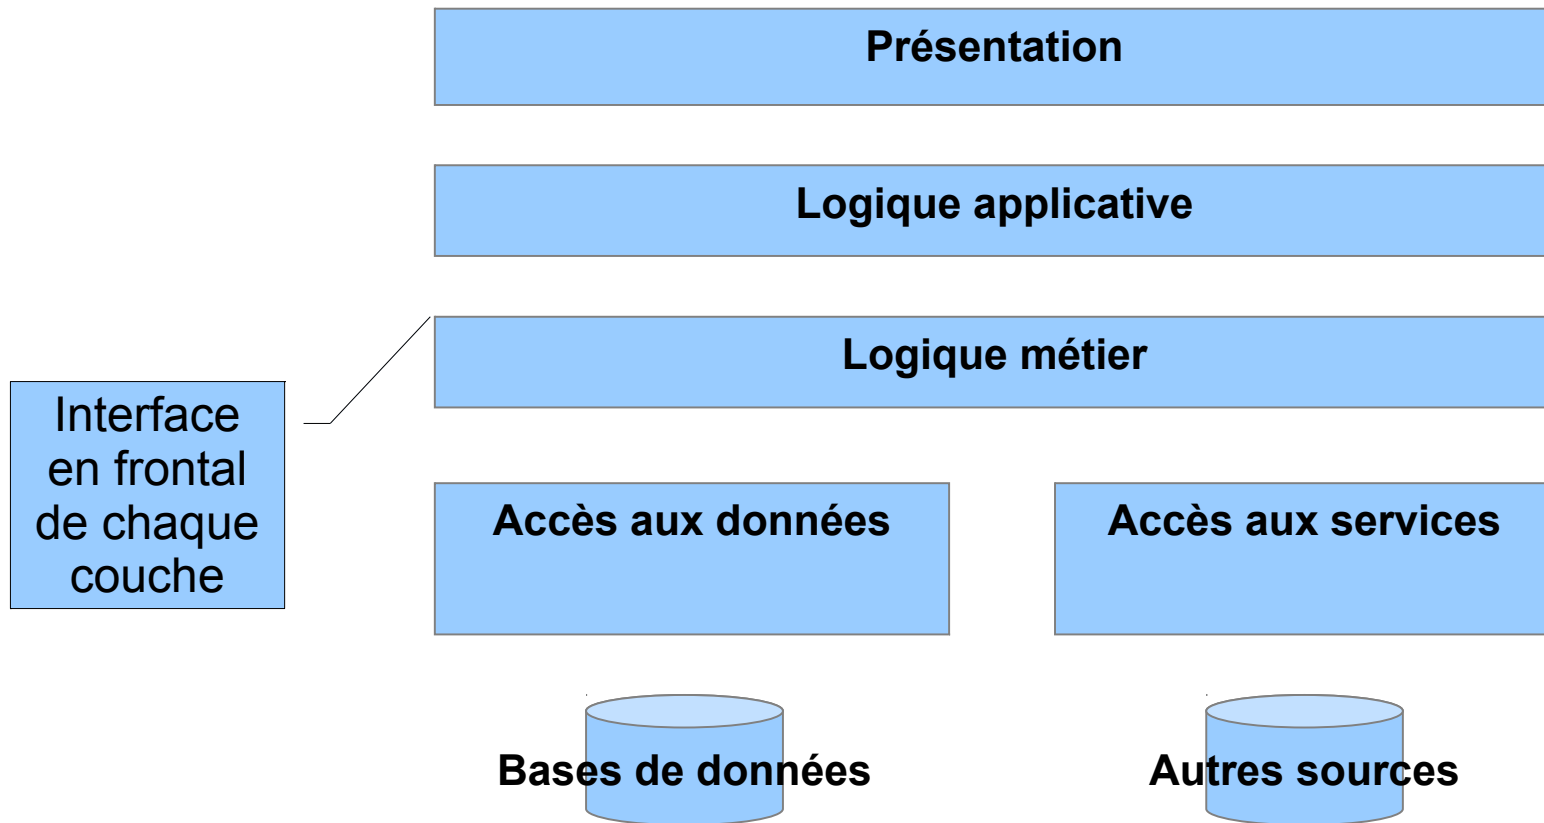 Présentation
Logique applicative
Logique métier
Interface
en frontal
de chaque
couche
Accès aux données
Accès aux services
Bases de données
Autres sources